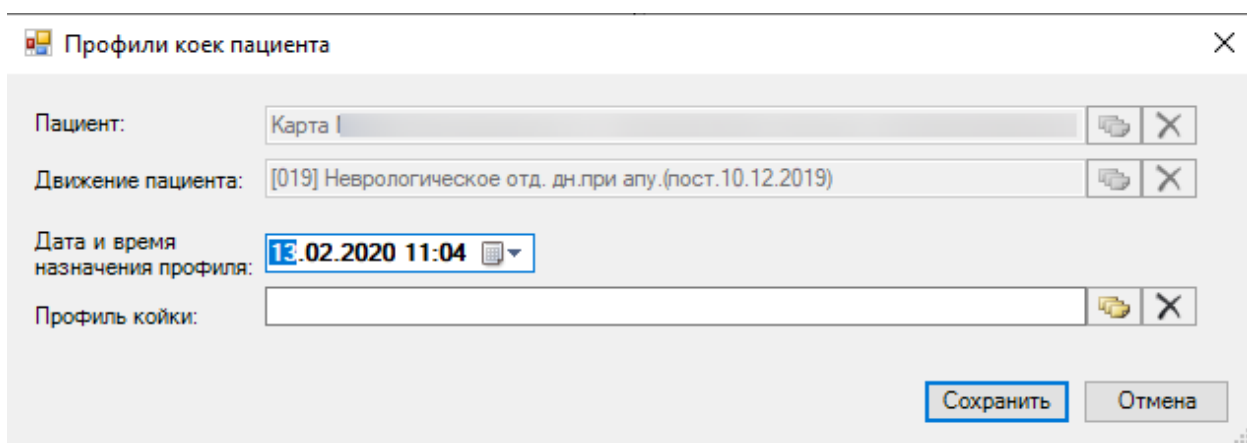 Профили коек пациента
Пациент:
Карта
Движение пациента:
[019] Неврологическое отд. дн.при апу.(пост.10.12.2019)
Дата и время
назначения профиля:
13.02.2020 11:04
Профиль койки:
Сохранить
Отмена